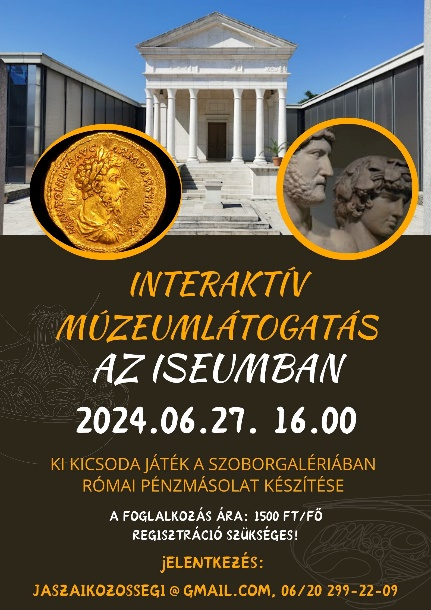 INTERAKTÍV
MÚZEUMLÁTOGATÁS
AZ ISEUMBAN
2024.06.27. 16.00
KI KICSODA JÁTÉK A SZOBORGALÉRIÁBAN
RÓMAI PÉNZMÁSOLAT KÉSZÍTÉSE
A FOGLALKOZÁS ÁRA: 1500 FT/FŐ
REGISZTRÁCIÓ SZÜKSÉGES!
JELENTKEZÉS:
JASZAIKOZOSSEGI@GMAIL.COM, 06/20 299-22-09